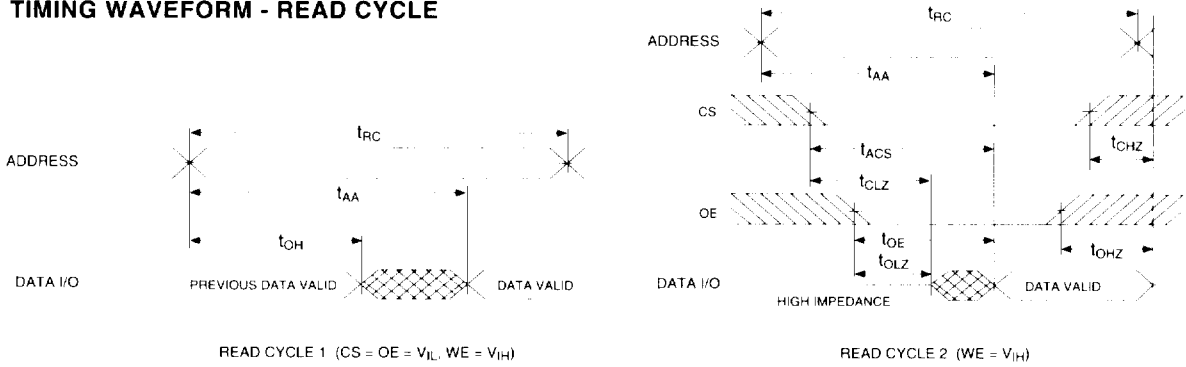 TIMING WAVEFORM - READ CYCLE
ADDRESS
tRC
tAA
tOH
DATA I/O
PREVIOUS DATA VALID
DATA VALID
READ CYCLE 1 (CS = OE = VIL, WE = VIH)
tRC
ADDRESS
tAA
CS
tACS
tCHZ
tCLZ
OE
tOE
tOHZ
tOLZ
DATA I/O
HIGH IMPEDANCE
DATA VALID
READ CYCLE 2 (WE = VIH)